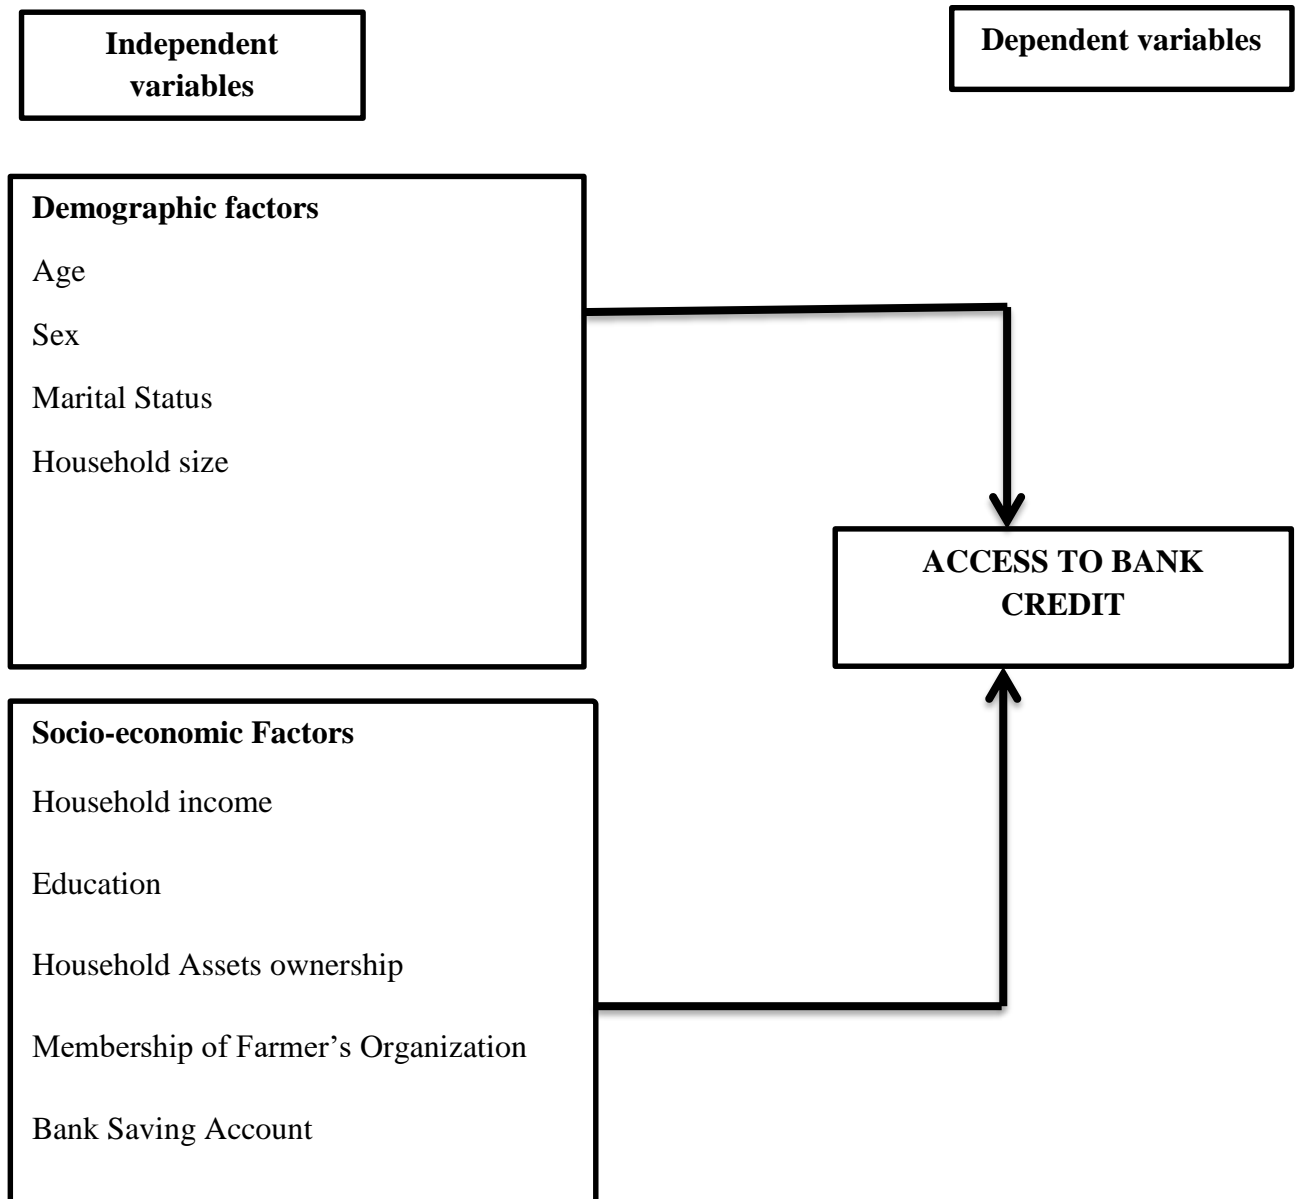 Independent
variables
Dependent variables
Demographic factors
Age
Sex
Marital Status
Household size
ACCESS TO BANK
CREDIT
Socio-economic Factors
Household income
Education
Household Assets ownership
Membership of Farmer’s Organization
Bank Saving Account